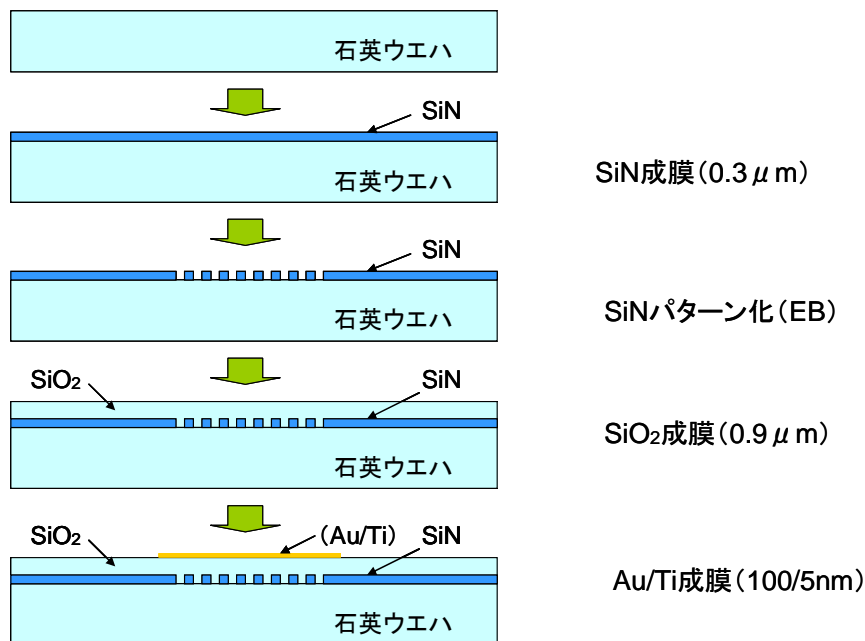 石英ウエハ
SiN
石英ウエハ
SiN成膜(0.3μm)
SiN
石英ウエハ
SiNパターン化(EB)
SiO₂
SiN
石英ウエハ
SiO₂成膜(0.9μm)
SiO₂
(Au/Ti)
SiN
石英ウエハ
Au/Ti成膜(100/5nm)